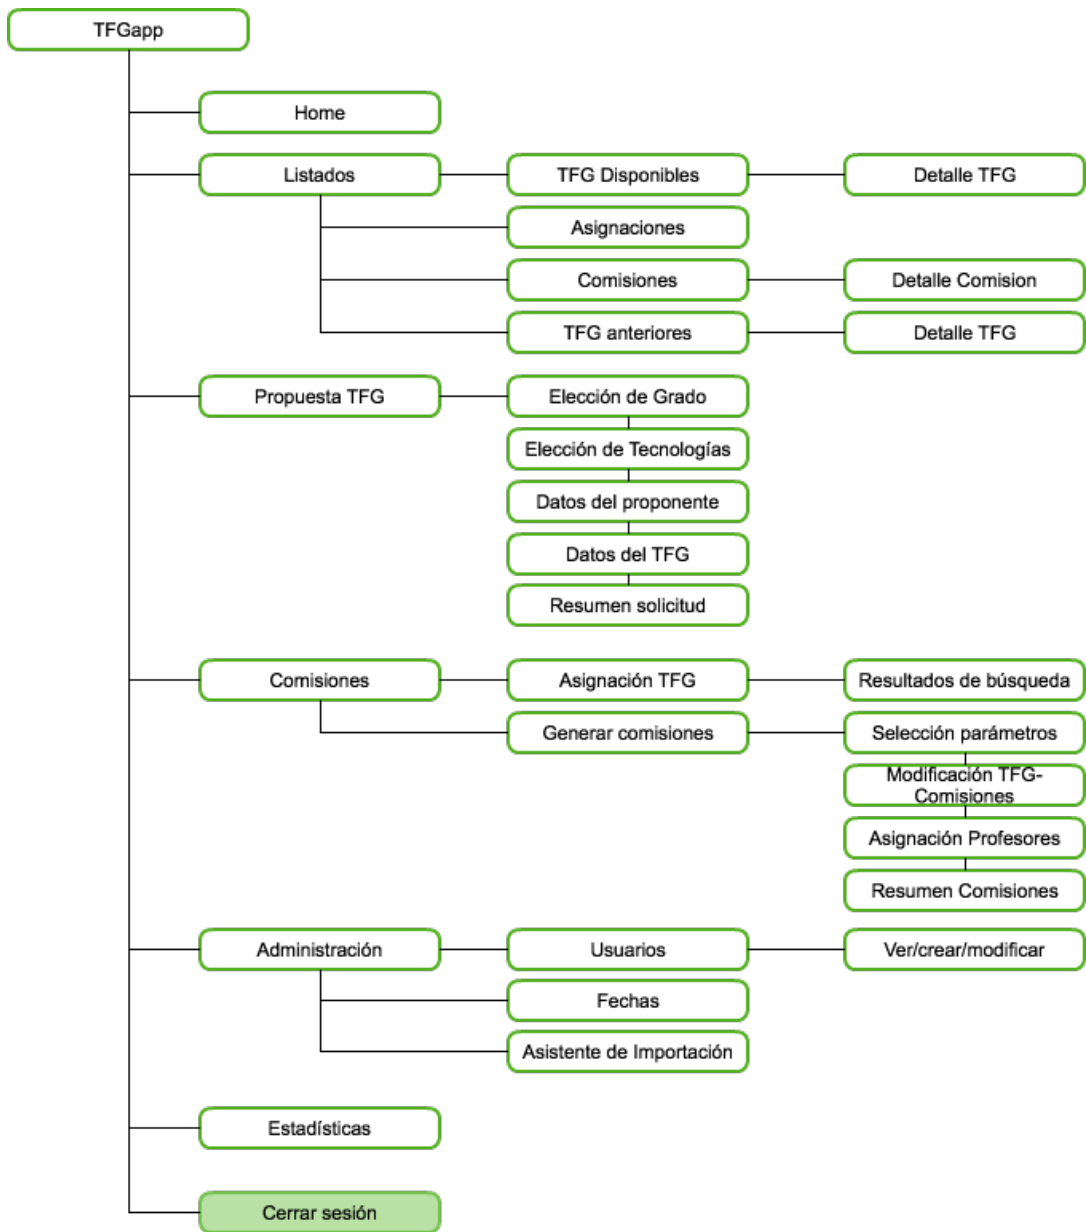 TFGapp
Home
Listados
TFG Disponibles
Detalle TFG
Asignaciones
Comisiones
Detalle Comision
TFG anteriores
Detalle TFG
Propuesta TFG
Elección de Grado
Elección de Tecnologías
Datos del proponente
Datos del TFG
Resumen solicitud
Comisiones
Asignación TFG
Resultados de búsqueda
Generar comisiones
Selección parámetros
Modificación TFG-
Comisiones
Asignación Profesores
Resumen Comisiones
Administración
Usuarios
Ver/crear/modificar
Fechas
Asistente de Importación
Estadísticas
Cerrar sesión